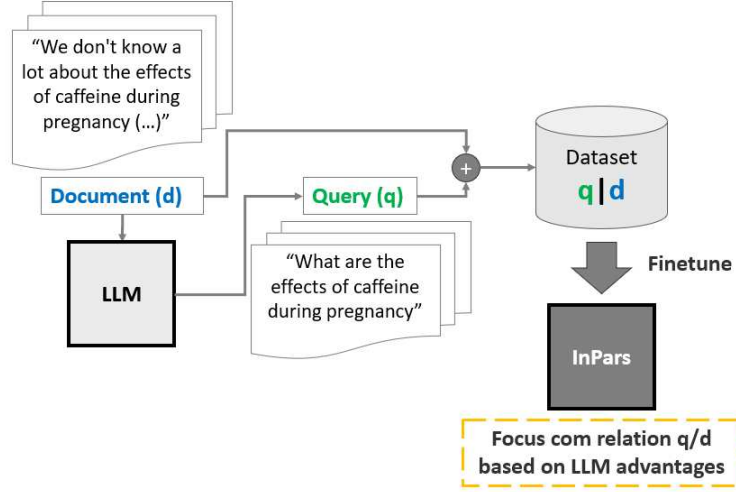 “We don't know a
lot about the effects
of caffeine during
pregnancy (...)”
Document (d)
LLM
Query (q)
“What are the
effects of caffeine
during pregnancy”
+
Dataset
q|d
Finetune
InPars
Focus com relation q/d
based on LLM advantages